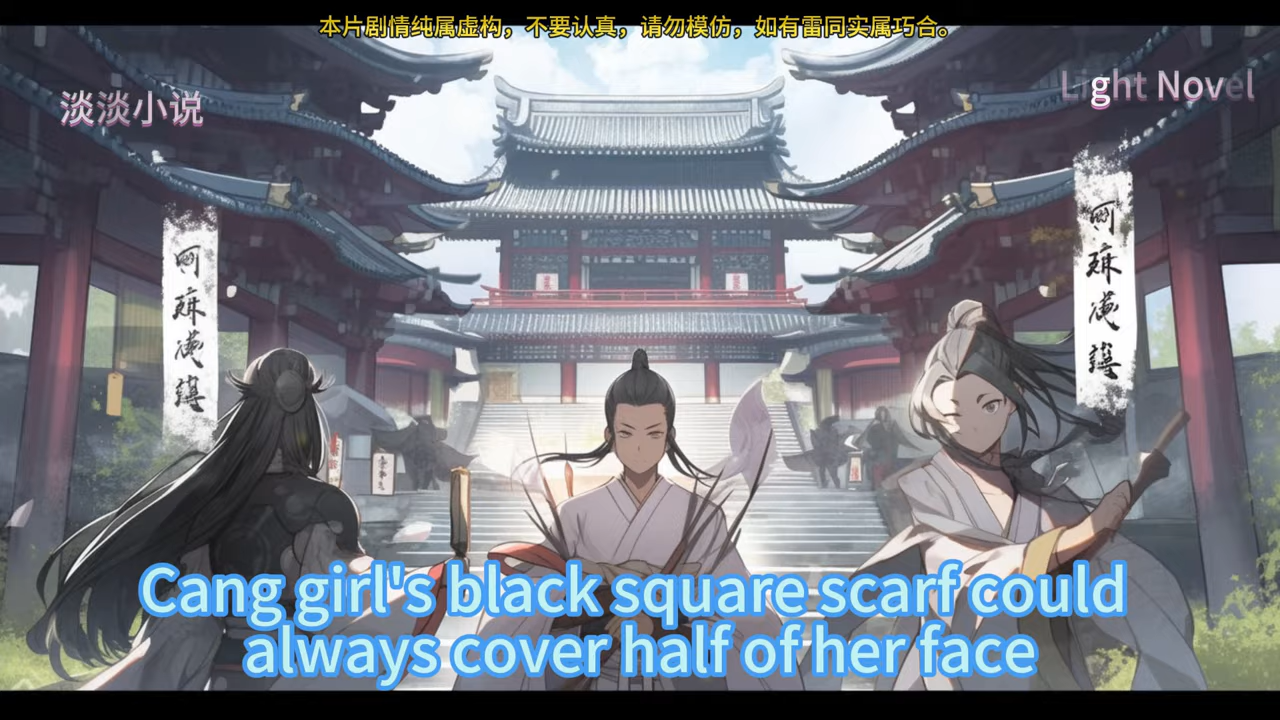 本片剧情纯属虚构，不要认真，请勿模仿，如有雷同实属巧合。
淡淡小说
Light Novel
Cang girl's black square scarf could
always cover half of her face